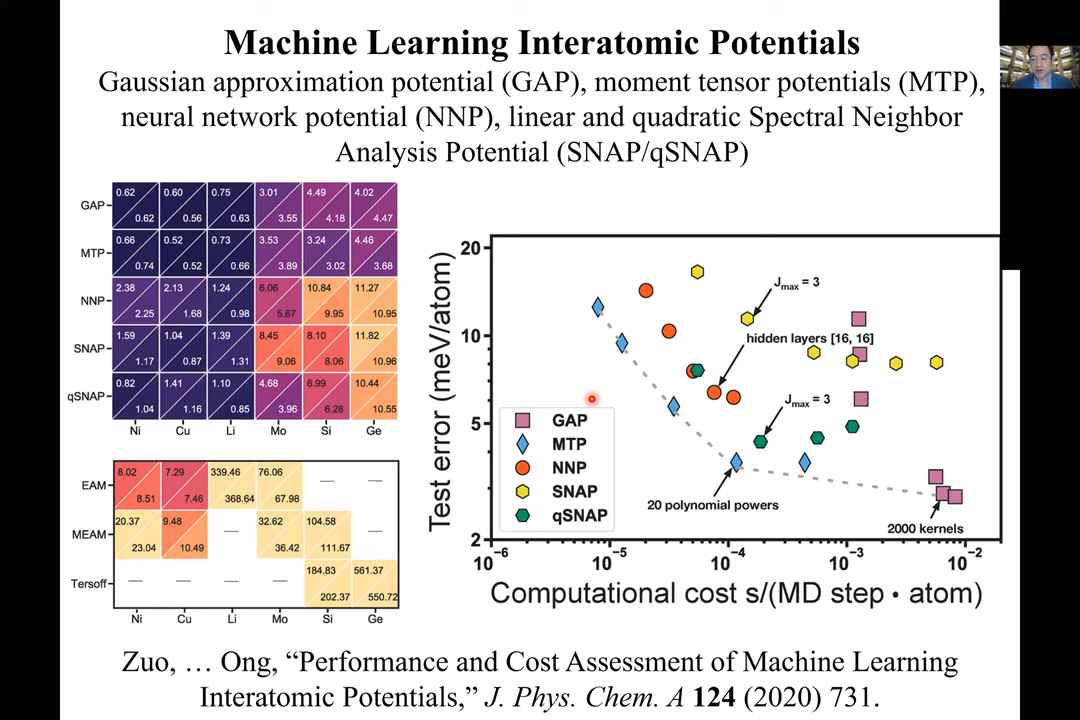 Machine Learning Interatomic Potentials
Gaussian approximation potential (GAP), moment tensor potentials (MTP),
neural network potential (NNP), linear and quadratic Spectral Neighbor
Analysis Potential (SNAP/qSNAP)
GAP
0.62 0.60 0.75 3.01 4.49 4.02
0.62 0.56 0.63 3.55 4.18 4.47
MTP
0.66 0.52 0.73 3.53 3.24 4.46
0.74 0.52 0.66 3.89 3.02 3.68
NNP
2.38 2.13 1.24 6.06 10.84 11.27
2.25 1.68 0.98 5.67 9.95 10.95
SNAP
1.59 1.04 1.39 8.45 8.10 11.82
1.17 0.87 1.31 9.06 8.06 10.96
qSNAP
0.82 1.41 1.10 4.68 6.99 10.44
1.04 1.16 0.85 3.96 6.28 10.55
Ni Cu Li Mo Si Ge
EAM
8.02 7.29 339.46 76.06 — —
8.51 7.46 368.64 67.98
MEAM
20.37 9.48 — 32.62 104.58 —
23.04 10.49 36.42 111.67
Tersoff
— — — — 184.83 561.37
202.37 550.72
Ni Cu Li Mo Si Ge
Test error (meV/atom)
20
10
5
2
Jmax = 3
hidden layers [16, 16]
Jmax = 3
20 polynomial powers
2000 kernels
GAP
MTP
NNP
SNAP
qSNAP
10⁻⁶ 10⁻⁵ 10⁻⁴ 10⁻³ 10⁻²
Computational cost s/(MD step · atom)
Zuo, … Ong, “Performance and Cost Assessment of Machine Learning
Interatomic Potentials,” J. Phys. Chem. A 124 (2020) 731.